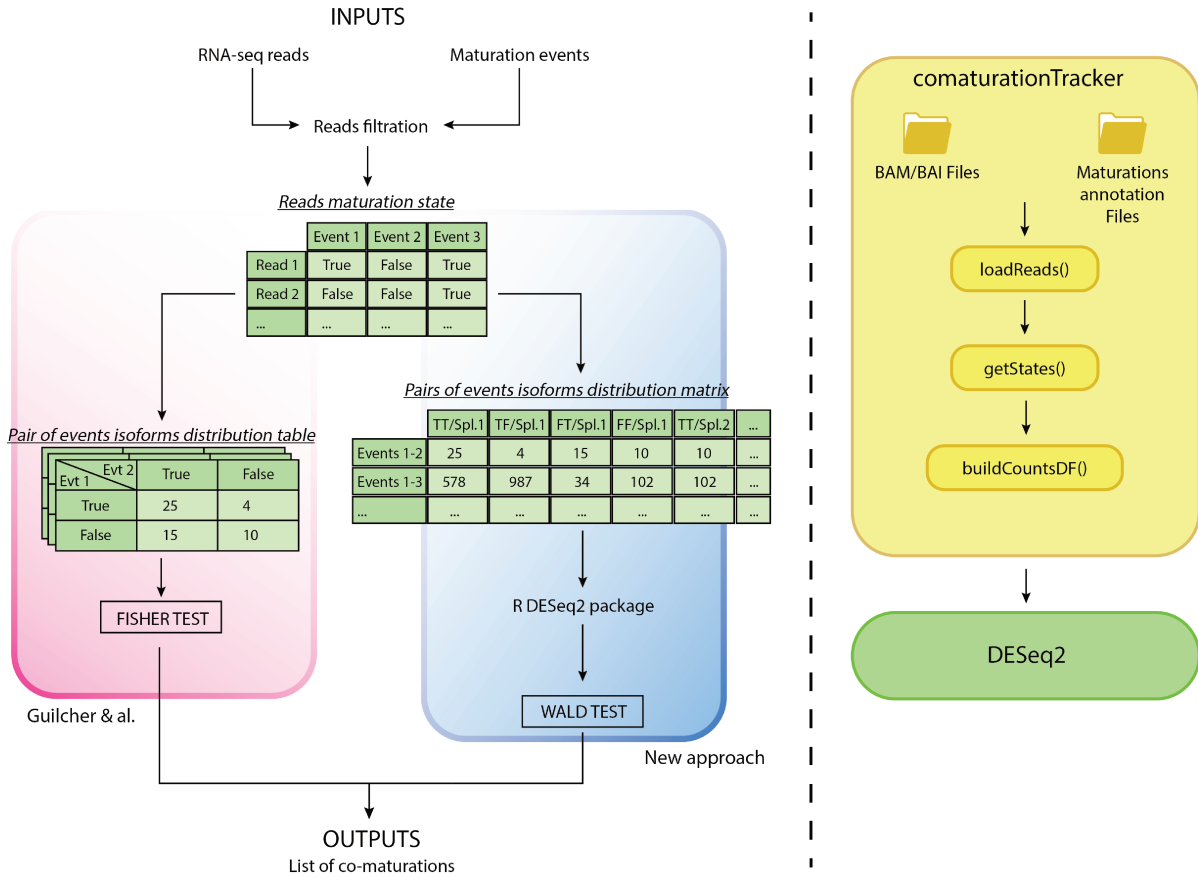 INPUTS
RNA-seq reads
Maturation events
Reads filtration
Reads maturation state
Event 1 Event 2 Event 3
Read 1 True False True
Read 2 False False True
... ... ... ...
Pair of events isoforms distribution table
Evt 2 True False
Evt 1
True 25 4
False 15 10
FISHER TEST
Guilcher & al.
Pairs of events isoforms distribution matrix
TT/Spl.1 TF/Spl.1 FT/Spl.1 FF/Spl.1 TT/Spl.2 ...
Events 1-2 25 4 15 10 10 ...
Events 1-3 578 987 34 102 102 ...
... ... ... ... ... ... ...
R DESeq2 package
WALD TEST
New approach
OUTPUTS
List of co-maturations
comaturationTracker
BAM/BAI Files
Maturations
annotation
Files
loadReads()
getStates()
buildCountsDF()
DESeq2